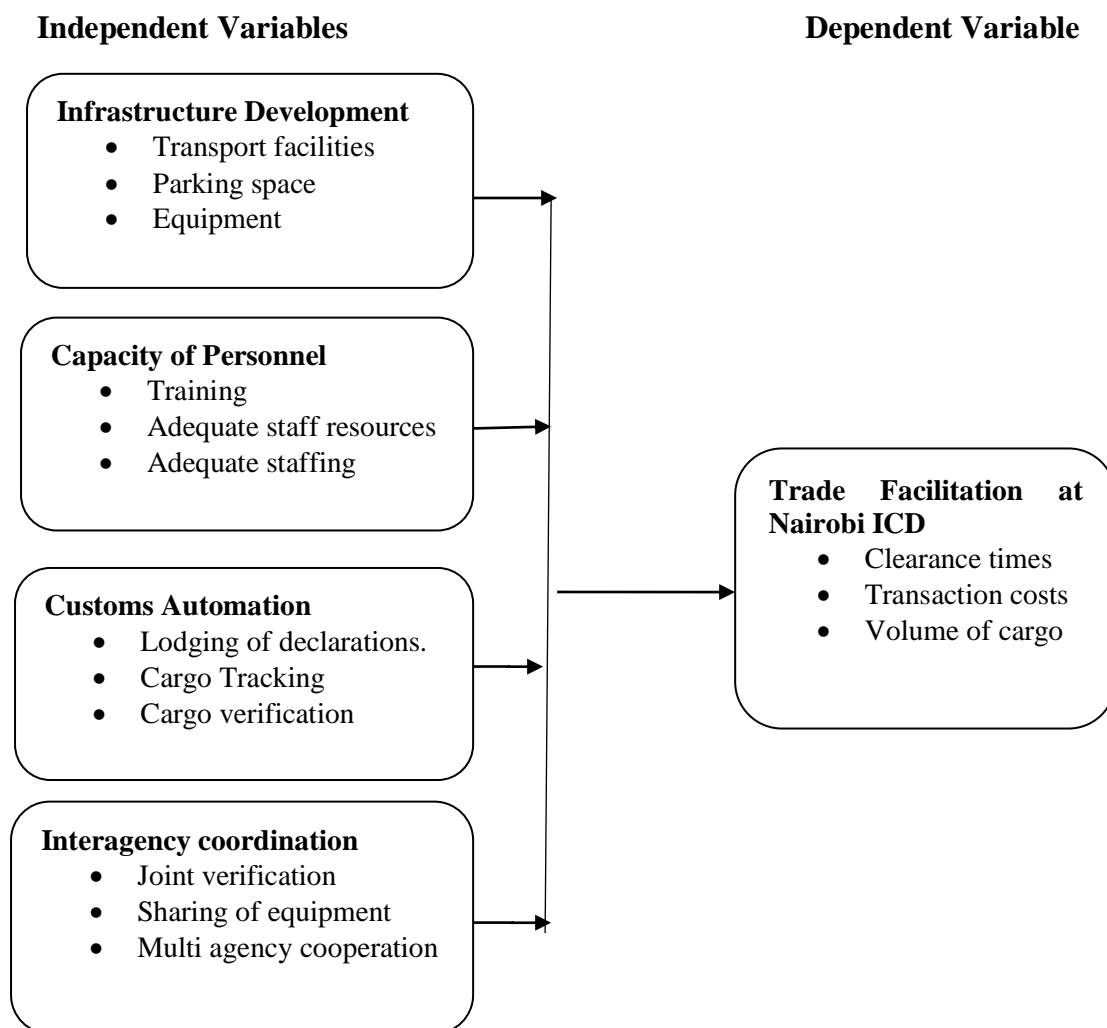 Independent Variables
Dependent Variable
Infrastructure Development
• Transport facilities
• Parking space
• Equipment
Capacity of Personnel
• Training
• Adequate staff resources
• Adequate staffing
Customs Automation
• Lodging of declarations.
• Cargo Tracking
• Cargo verification
Interagency coordination
• Joint verification
• Sharing of equipment
• Multi agency cooperation
Trade Facilitation at
Nairobi ICD
• Clearance times
• Transaction costs
• Volume of cargo